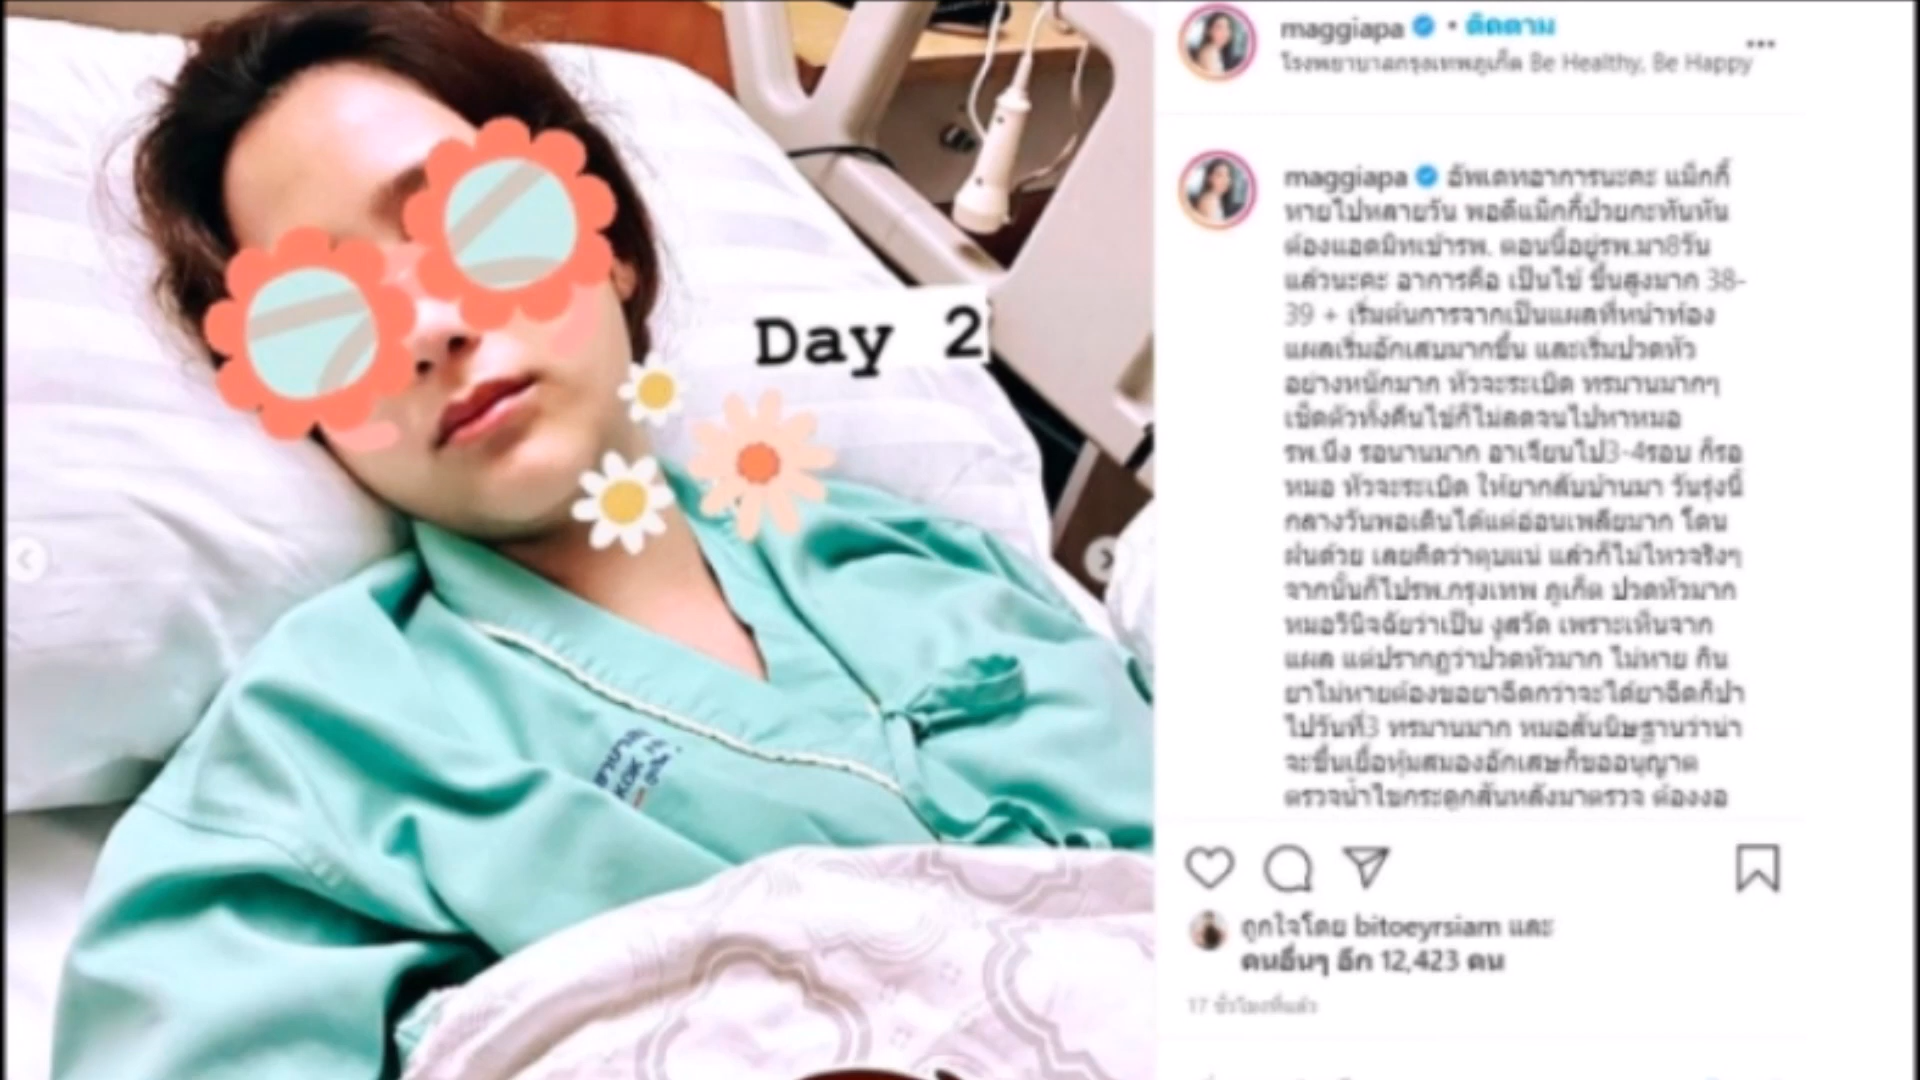 maggiapa • ติดตาม
โรงพยาบาลกรุงเทพภูเก็ต Be Healthy, Be Happy
maggiapa อัพเดทอาการนะคะ แม็กกี้
หายไปหลายวัน พอดีแม็กกี้ป่วยกะทันหัน
ต้องแอดมิทเข้ารพ. ตอนนี้อยู่รพ.มา8วัน
แล้วนะคะ อาการคือ เป็นไข้ ขึ้นสูงมาก 38-
39 + เริ่มต้นการจากเป็นแผลที่หน้าท้อง
แผลเริ่มอักเสบมากขึ้น และเริ่มปวดหัว
อย่างหนักมาก หัวจะระเบิด ทรมานมากๆ
เช็ดตัวทั้งคืนไข้ก็ไม่ลดจนไปหาหมอ
รพ.นึง รอนานมาก อาเจียนไป3-4รอบ ก็รอ
หมอ หัวจะระเบิด ให้ยากลับบ้านมา วันรุ่งนี้
กลางวันพอเดินได้แต่อ่อนเพลียมาก โดน
ฝนด้วย เลยคิดว่าดุบแน่ แล้วก็ไม่ไหวจริงๆ
จากนั้นก็ไปรพ.กรุงเทพ ภูเก็ต ปวดหัวมาก
หมอวินิจฉัยว่าเป็น งูสวัด เพราะเห็นจาก
แผล แต่ปรากฏว่าปวดหัวมาก ไม่หาย กิน
ยาไม่หายต้องขอยาฉีดกว่าจะได้ยาฉีดก็ปา
ไปวันที่3 ทรมานมาก หมอสันนิษฐานว่าน่า
จะขึ้นเยื่อหุ้มสมองอักเสษก็ขออนุญาต
ตรวจน้ำไขกระดูกสันหลังมาตรวจ ต้องงอ
Day 2
ถูกใจโดย bitoeyrsiam และ
คนอื่นๆ อีก 12,423 คน
17 ชั่วโมงที่แล้ว